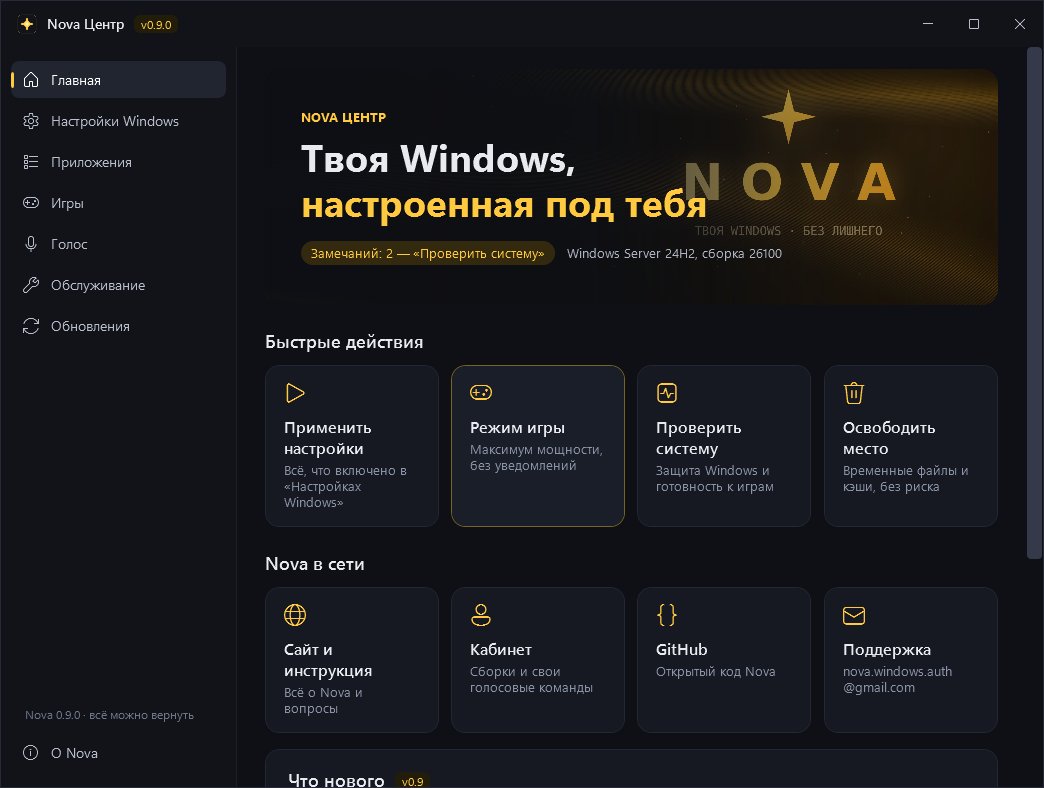 Nova Центр v0.9.0
Главная
Настройки Windows
Приложения
Игры
Голос
Обслуживание
Обновления
Nova 0.9.0 · всё можно вернуть
О Nova
NOVA ЦЕНТР
Твоя Windows,
настроенная под тебя
Замечаний: 2 — «Проверить систему»
Windows Server 24H2, сборка 26100
NOVA
ТВОЯ WINDOWS · БЕЗ ЛИШНЕГО
Быстрые действия
Применить
настройки
Всё, что включено в
«Настройках
Windows»
Режим игры
Максимум мощности,
без уведомлений
Проверить
систему
Защита Windows и
готовность к играм
Освободить
место
Временные файлы и
кэши, без риска
Nova в сети
Сайт и
инструкция
Всё о Nova и
вопросы
Кабинет
Сборки и свои
голосовые команды
GitHub
Открытый код Nova
Поддержка
nova.windows.auth
@gmail.com
Что нового v0.9